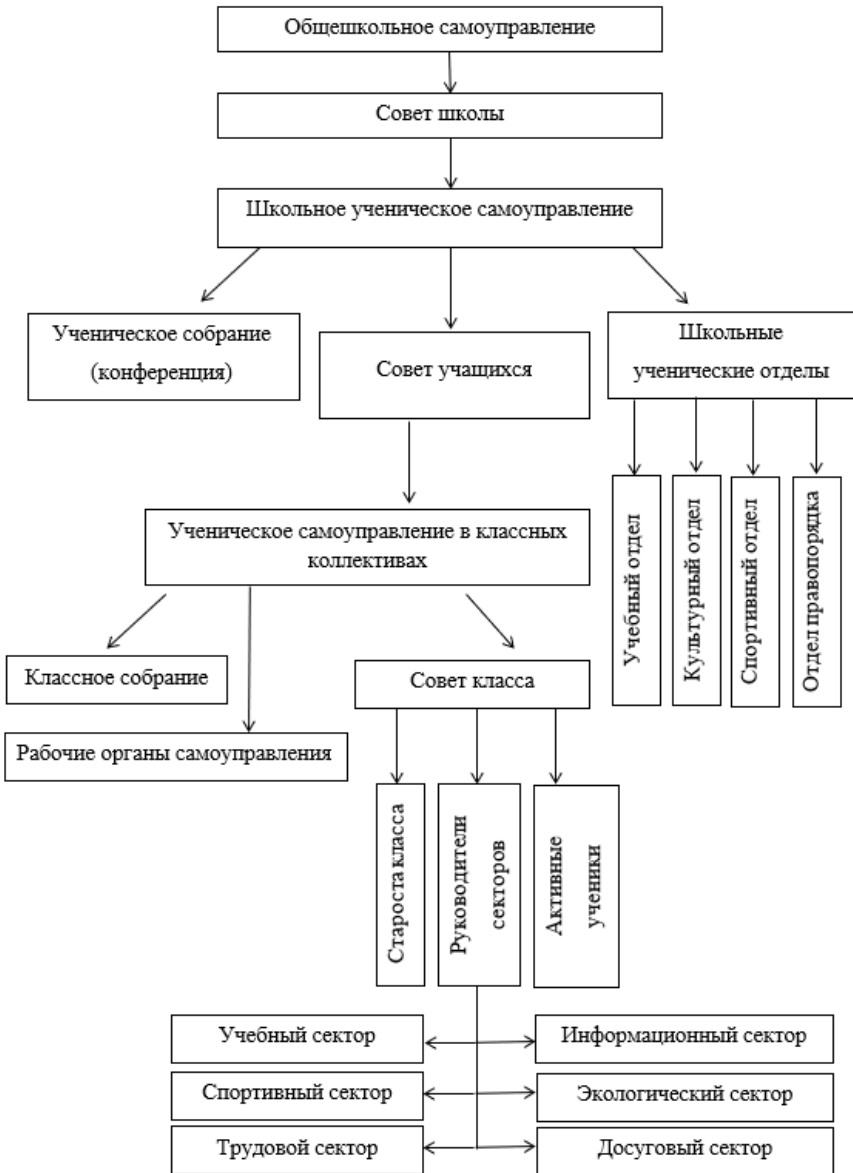 Общешкольное самоуправление
Совет школы
Школьное ученическое самоуправление
Ученическое собрание
(конференция)
Совет учащихся
Школьные
ученические отделы
Учебный отдел
Культурный отдел
Спортивный отдел
Отдел правопорядка
Ученическое самоуправление в классных
коллективах
Классное собрание
Совет класса
Рабочие органы самоуправления
Староста класса
Руководители
секторов
Активные
ученики
Учебный сектор
Информационный сектор
Спортивный сектор
Экологический сектор
Трудовой сектор
Досуговый сектор